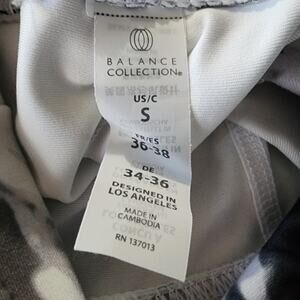 BALANCE
COLLECTION®
US/C
S
FR/ES
36-38
DE
34-36
DESIGNED IN
LOS ANGELES
MADE IN
CAMBODIA
RN 137013